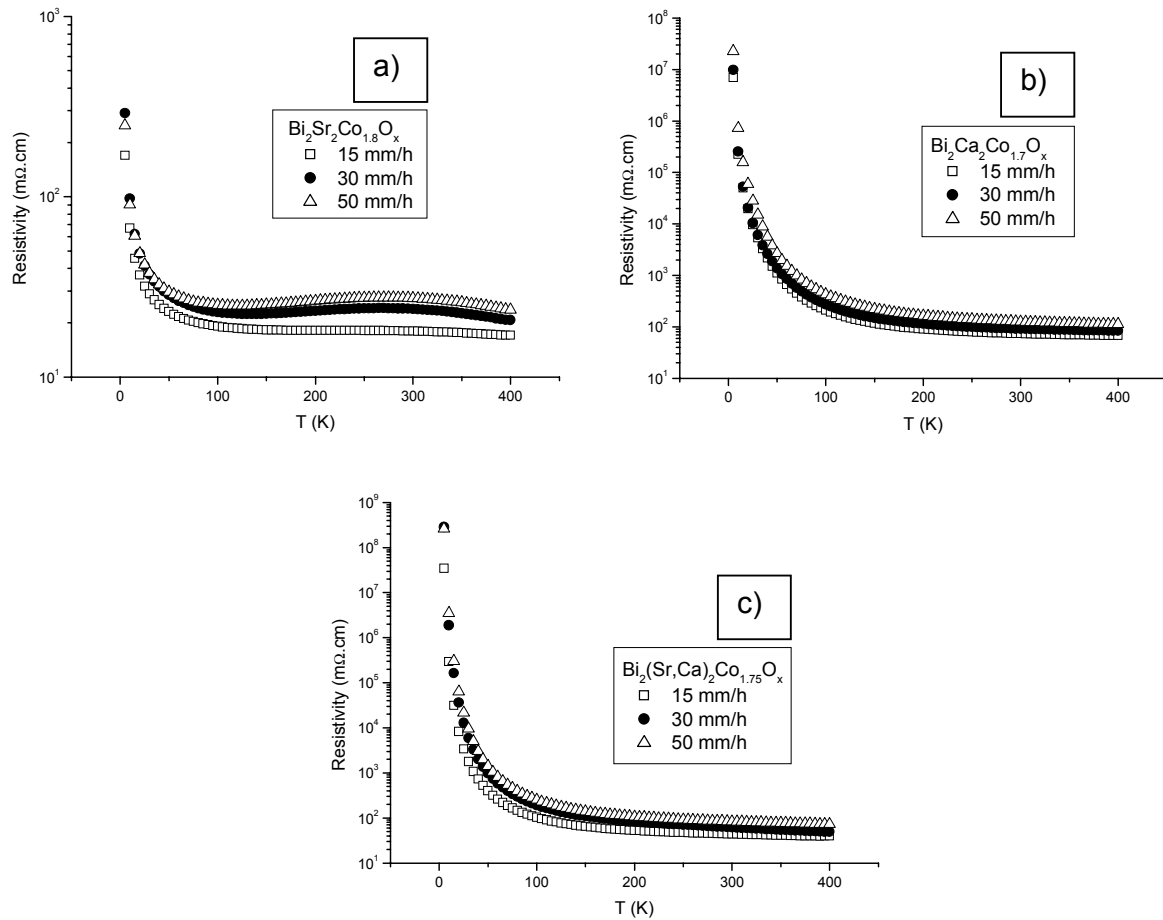 a)
Bi₂Sr₂Co₁.₈Oₓ
15 mm/h
30 mm/h
50 mm/h
10³
10²
10¹
Resistivity (mΩ.cm)
0 100 200 300 400
T (K)
b)
Bi₂Ca₂Co₁.₇Oₓ
15 mm/h
30 mm/h
50 mm/h
10⁸
10⁷
10⁶
10⁵
10⁴
10³
10²
10¹
Resistivity (mΩ.cm)
0 100 200 300 400
T (K)
c)
Bi₂(Sr,Ca)₂Co₁.₇₅Oₓ
15 mm/h
30 mm/h
50 mm/h
10⁹
10⁸
10⁷
10⁶
10⁵
10⁴
10³
10²
10¹
Resistivity (mΩ.cm)
0 100 200 300 400
T (K)